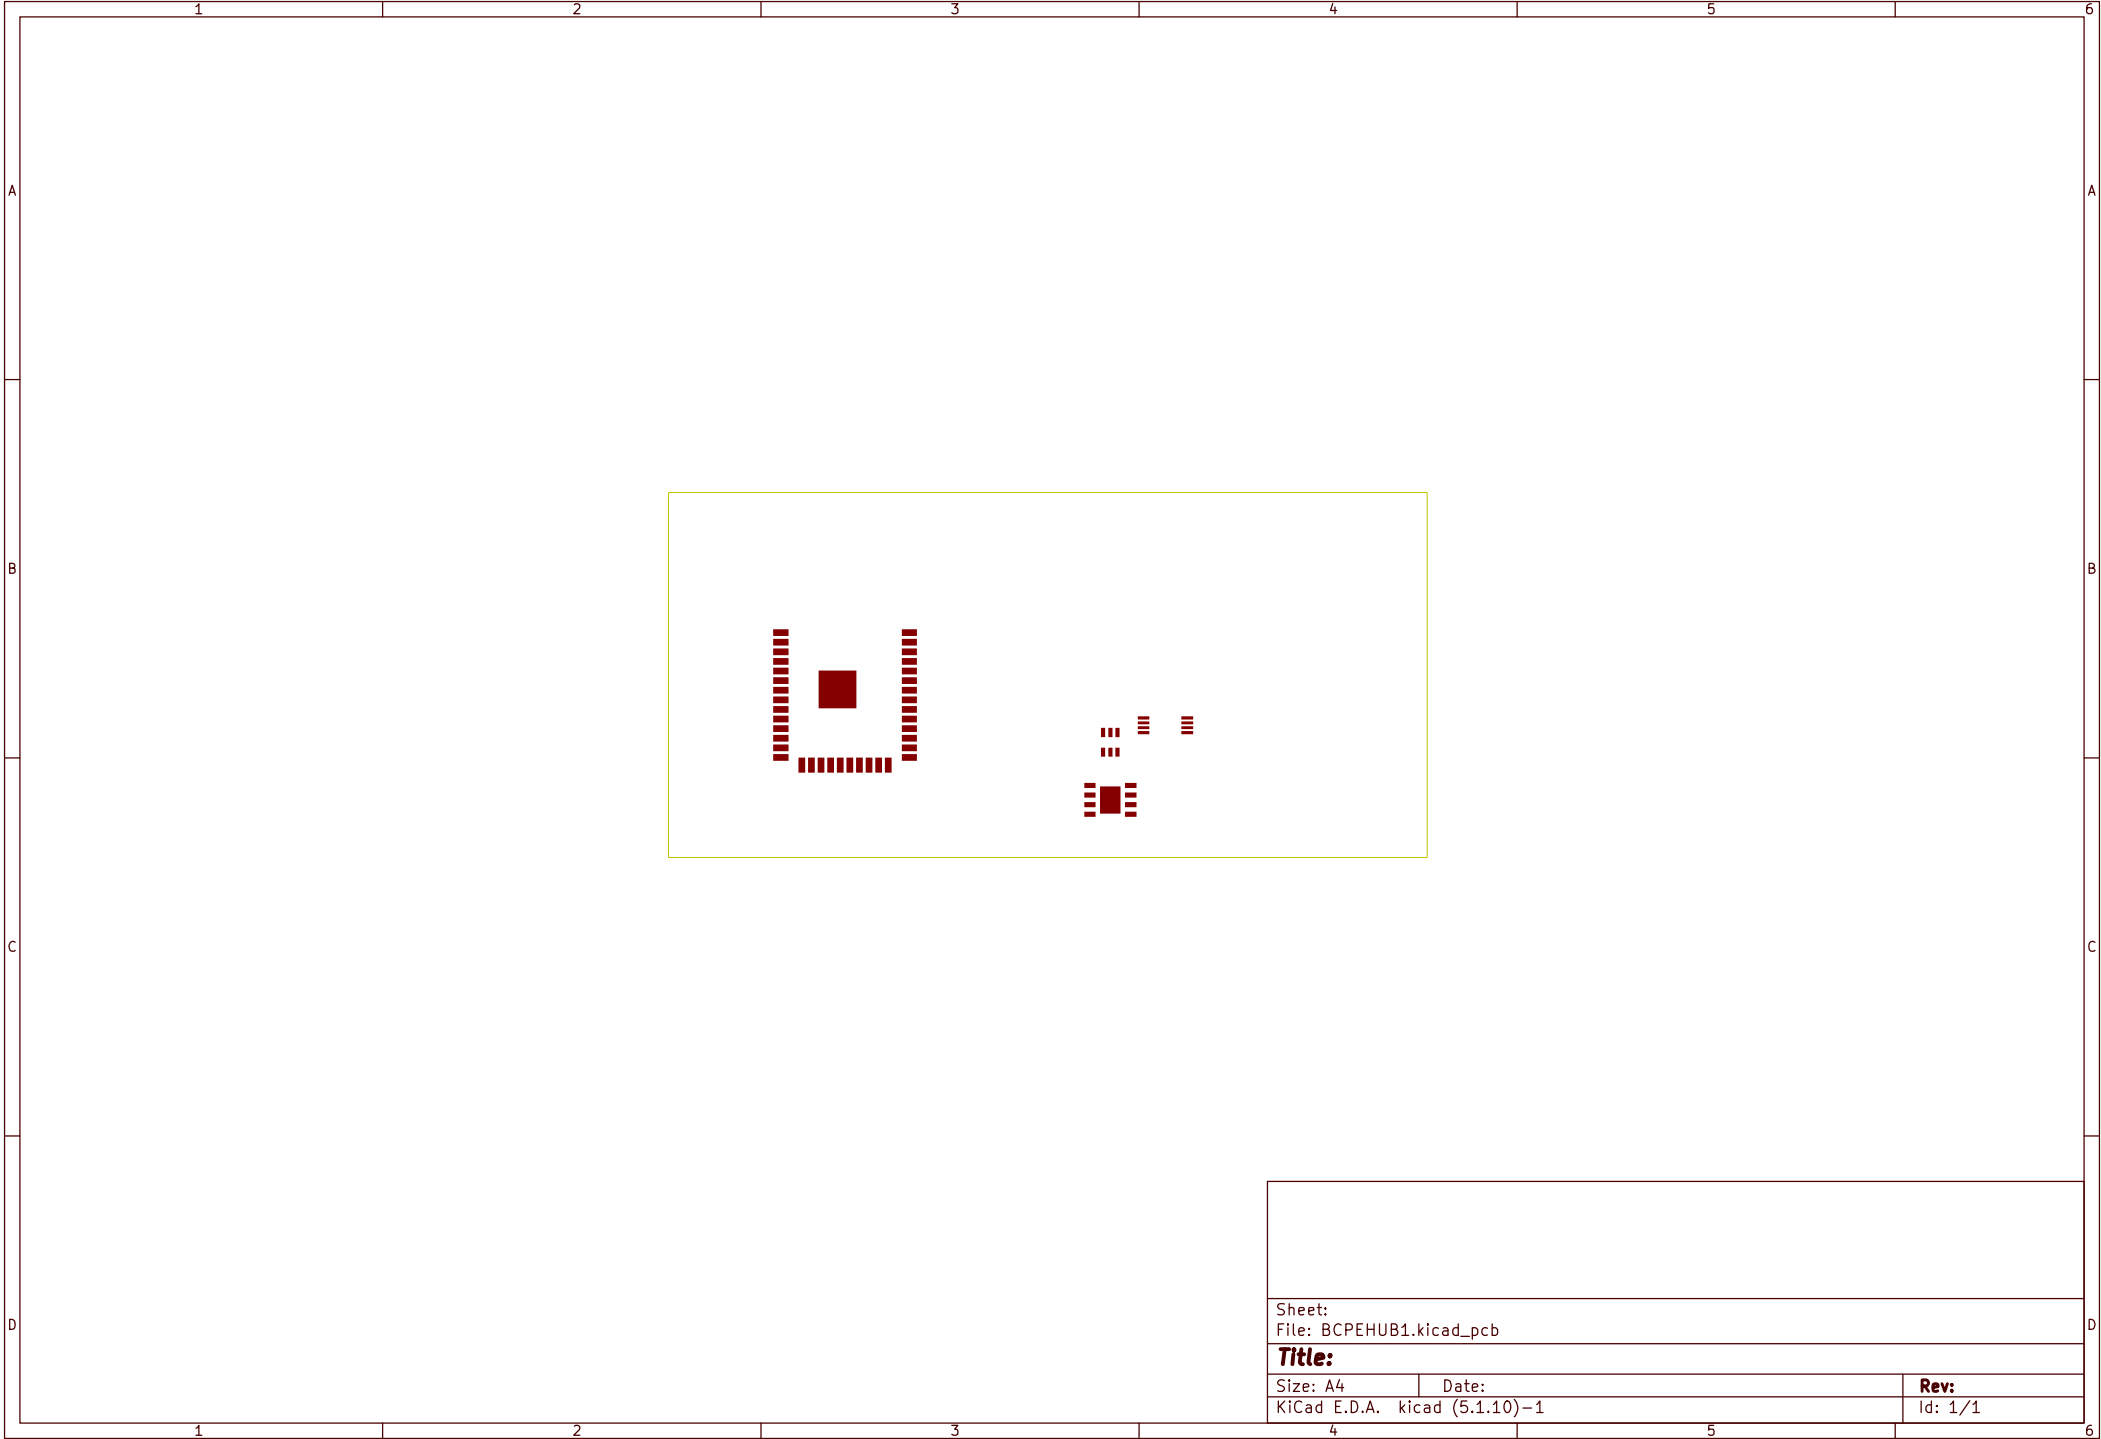 1 2 3 4 5 6
A A
B B
C C
Sheet:
File: BCPEHUB1.kicad_pcb
D D
Title:
Size: A4 Date: Rev:
KiCad E.D.A. kicad (5.1.10)-1 Id: 1/1
1 2 3 4 5 6